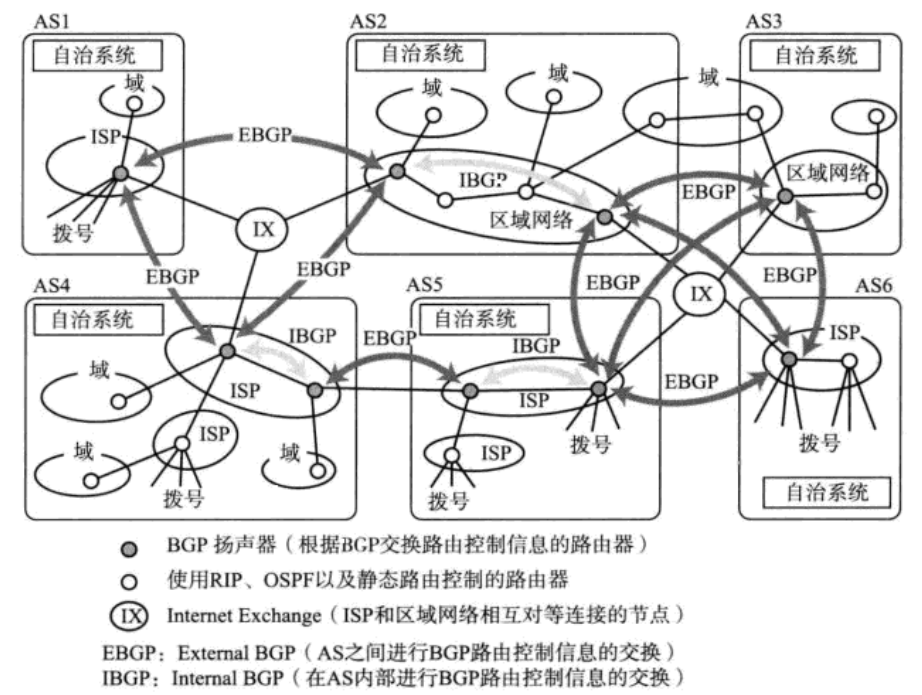 AS1
AS2
AS3
自治系统
自治系统
自治系统
域
域
域
域
ISP
EBGP
IBGP
EBGP
区域网络
区域网络
拨号
IX
EBGP
EBGP
EBGP
EBGP
IX
AS4
AS5
AS6
自治系统
自治系统
IBGP
EBGP
IBGP
ISP
域
ISP
ISP
EBGP
ISP
拨号
拨号
域
域
ISP
拨号
拨号
自治系统
BGP 扬声器（根据BGP交换路由控制信息的路由器）
使用RIP、OSPF以及静态路由控制的路由器
IX Internet Exchange（ISP和区域网络相互对等连接的节点）
EBGP：External BGP（AS之间进行BGP路由控制信息的交换）
IBGP：Internal BGP（在AS内部进行BGP路由控制信息的交换）